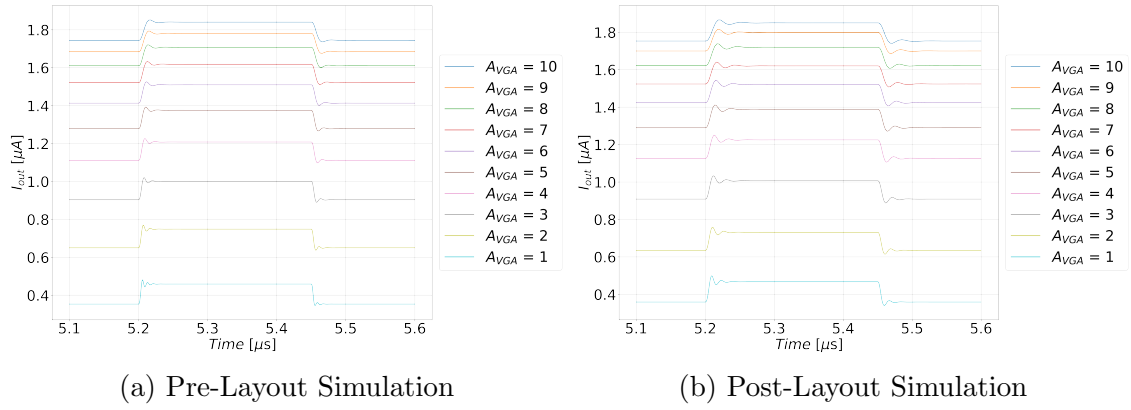 1.8
1.6
1.4
1.2
1.0
0.8
0.6
0.4
I_out [μA]
5.1 5.2 5.3 5.4 5.5 5.6
Time [μs]
A_VGA = 10
A_VGA = 9
A_VGA = 8
A_VGA = 7
A_VGA = 6
A_VGA = 5
A_VGA = 4
A_VGA = 3
A_VGA = 2
A_VGA = 1
(a) Pre-Layout Simulation
1.8
1.6
1.4
1.2
1.0
0.8
0.6
0.4
I_out [μA]
5.1 5.2 5.3 5.4 5.5 5.6
Time [μs]
A_VGA = 10
A_VGA = 9
A_VGA = 8
A_VGA = 7
A_VGA = 6
A_VGA = 5
A_VGA = 4
A_VGA = 3
A_VGA = 2
A_VGA = 1
(b) Post-Layout Simulation